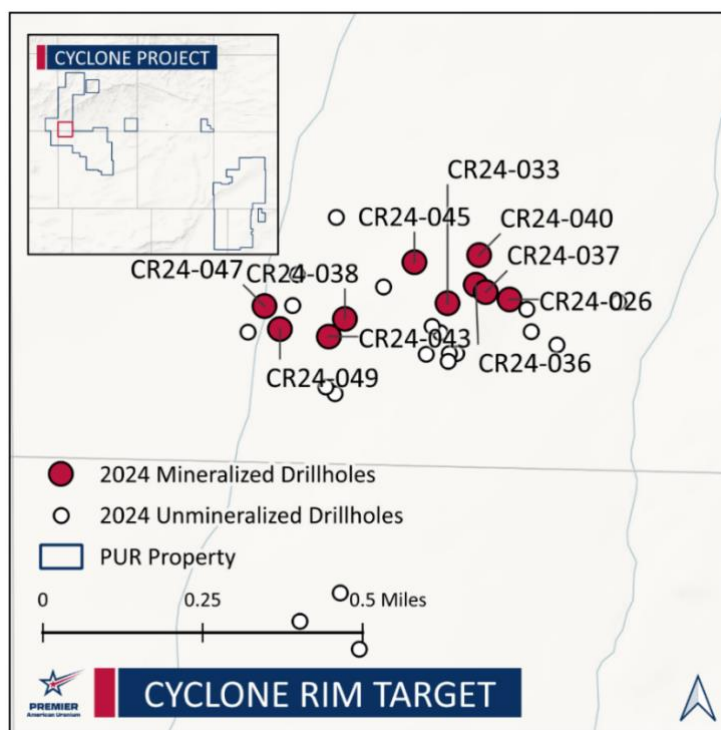 CYCLONE PROJECT
CR24-033
CR24-045
CR24-040
CR24-037
CR24-047
CR24-038
CR24-026
CR24-043
CR24-036
CR24-049
2024 Mineralized Drillholes
2024 Unmineralized Drillholes
PUR Property
0 0.25 0.5 Miles
PREMIER
American Uranium
CYCLONE RIM TARGET